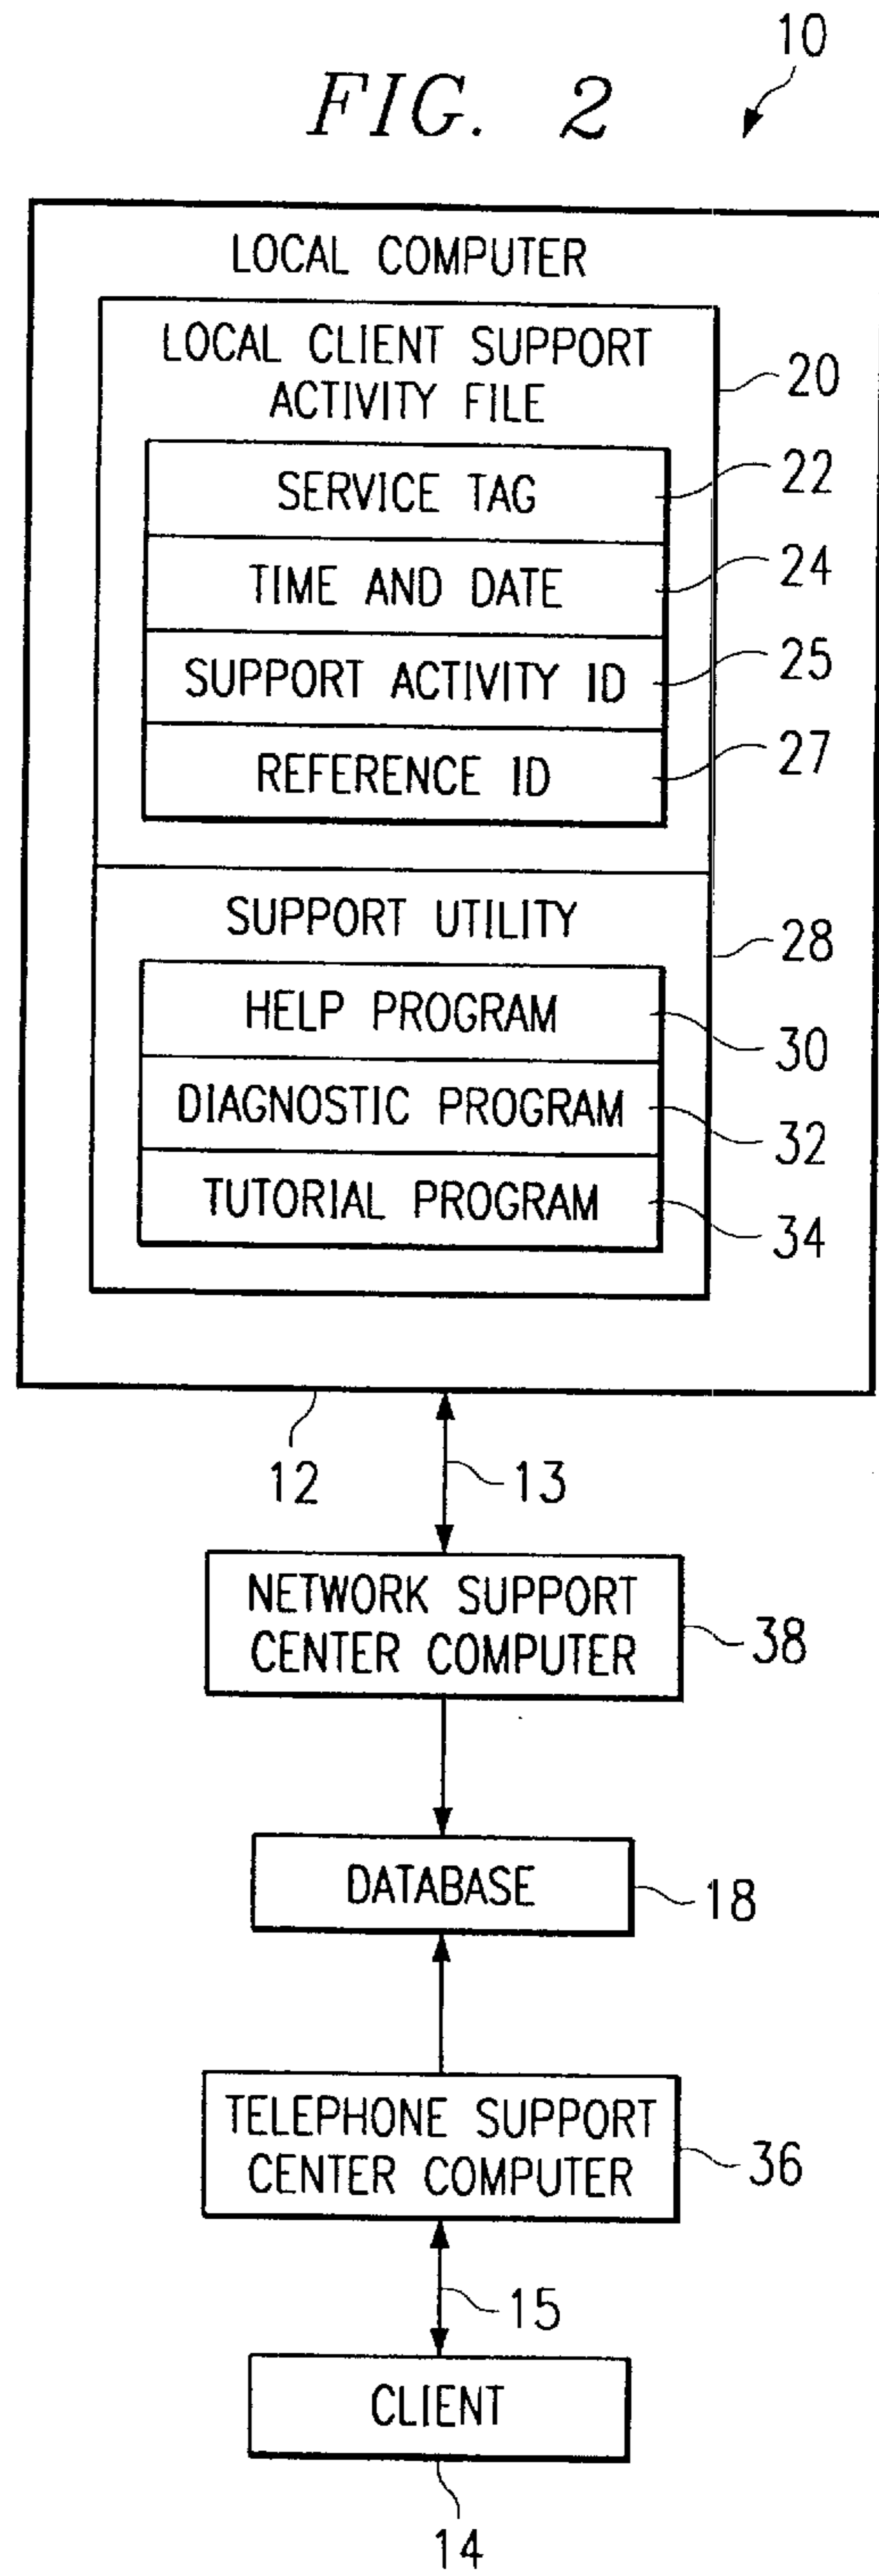 10
FIG. 2
LOCAL COMPUTER
LOCAL CLIENT SUPPORT
ACTIVITY FILE
20
SERVICE TAG
22
TIME AND DATE
24
SUPPORT ACTIVITY ID
25
REFERENCE ID
27
SUPPORT UTILITY
28
HELP PROGRAM
30
DIAGNOSTIC PROGRAM
32
TUTORIAL PROGRAM
34
12
13
NETWORK SUPPORT
CENTER COMPUTER
38
DATABASE
18
TELEPHONE SUPPORT
CENTER COMPUTER
36
15
CLIENT
14